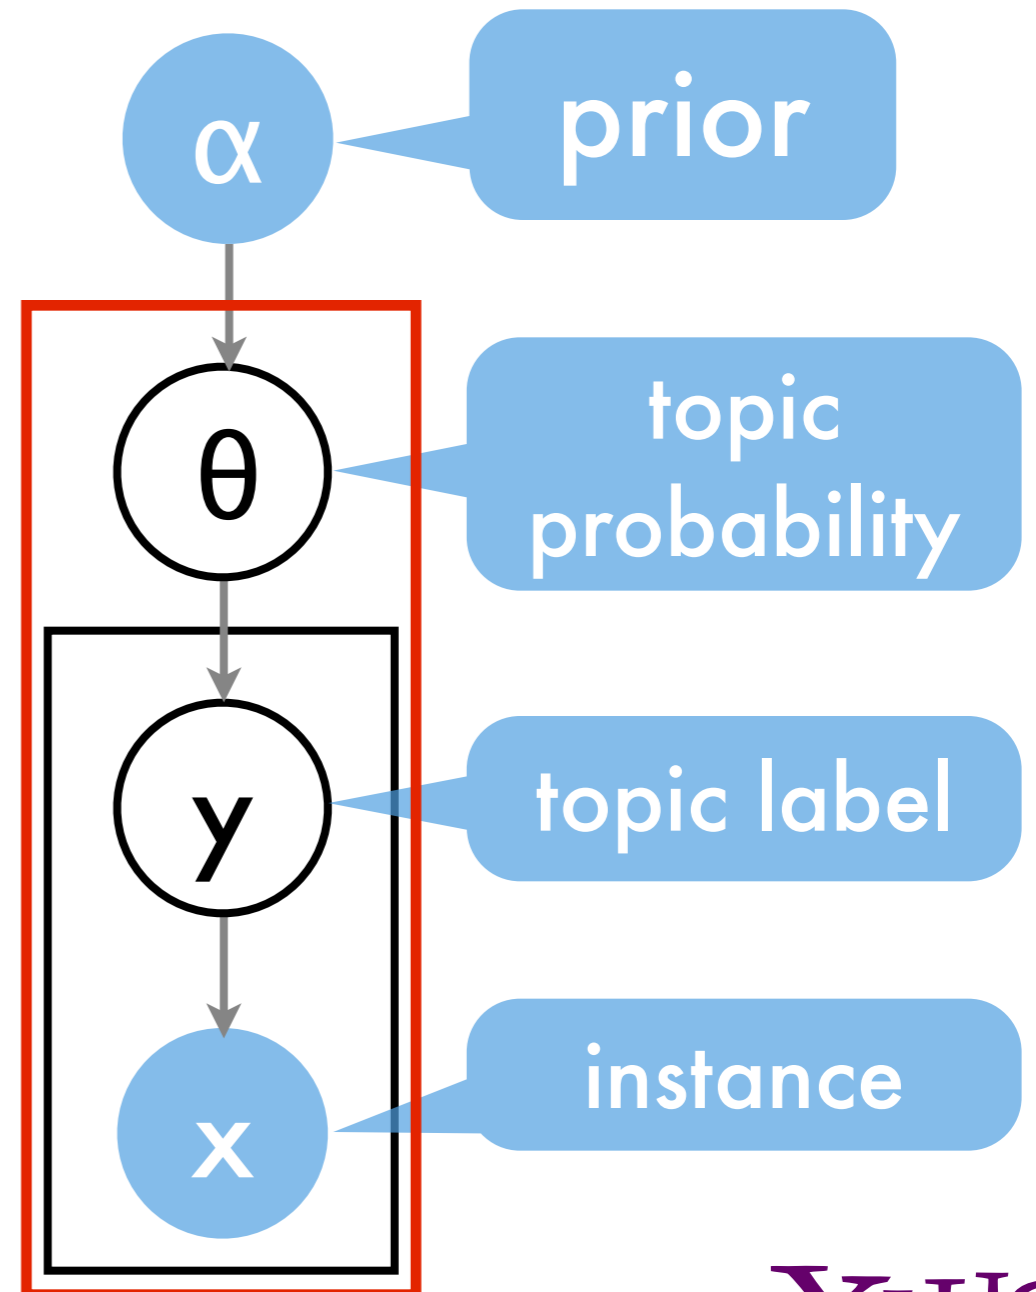 α
prior
θ
topic
probability
y
topic label
x
instance